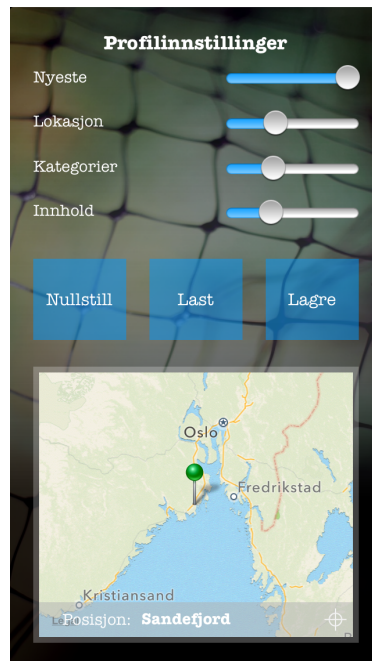 Profilinnstillinger
Nyeste
Lokasjon
Kategorier
Innhold
Nullstill Last Lagre
Oslo
Fredrikstad
Kristiansand
Posisjon: Sandefjord